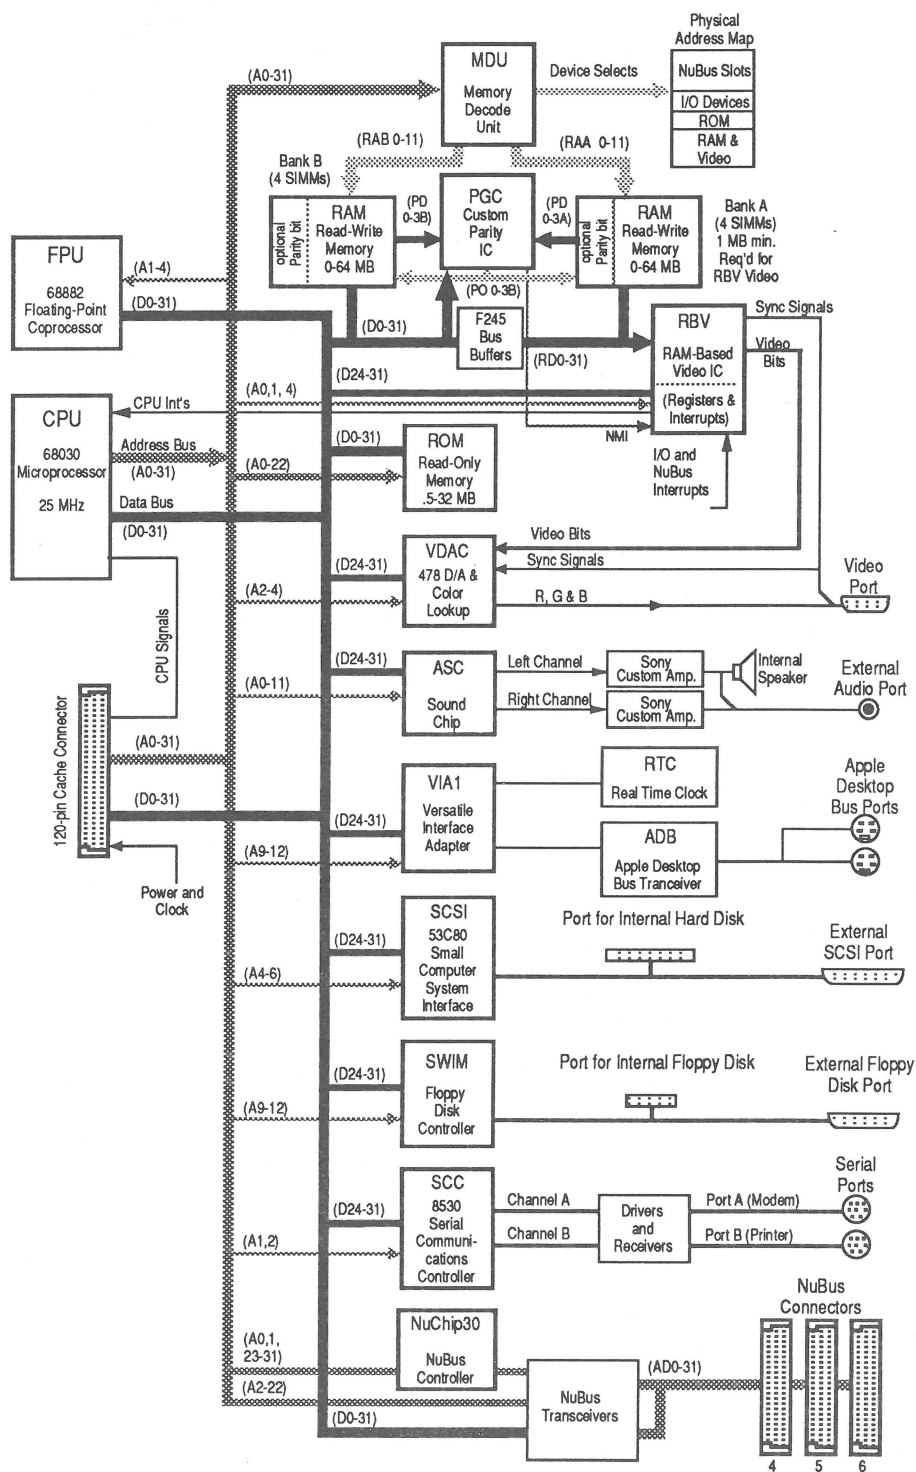 Physical
Address Map
NuBus Slots
I/O Devices
ROM
RAM &
Video
MDU
Memory
Decode
Unit
(A0-31)
Device Selects
(RAB 0-11)
(RAA 0-11)
Bank B
(4 SIMMs)
optional
Parity bit
RAM
Read-Write
Memory
0-64 MB
(PD
0-3B)
PGC
Custom
Parity
IC
(PD
0-3A)
optional
Parity bit
RAM
Read-Write
Memory
0-64 MB
Bank A
(4 SIMMs)
1 MB min.
Req'd for
RBV Video
FPU
68882
Floating-Point
Coprocessor
(A1-4)
(D0-31)
(PO 0-3B)
(D0-31)
F245
Bus
Buffers
(RD0-31)
RBV
RAM-Based
Video IC
(Registers &
Interrupts)
Sync Signals
Video
Bits
(D24-31)
(A0,1, 4)
CPU Int's
NMI
I/O and
NuBus
Interrupts
CPU
68030
Microprocessor
25 MHz
Address Bus
(A0-31)
Data Bus
(D0-31)
(D0-31)
(A0-22)
ROM
Read-Only
Memory
.5-32 MB
CPU Signals
(D24-31)
(A2-4)
VDAC
478 D/A &
Color
Lookup
Video Bits
Sync Signals
R, G & B
Video
Port
(D24-31)
(A0-11)
ASC
Sound
Chip
Left Channel
Right Channel
Sony
Custom Amp.
Sony
Custom Amp.
Internal
Speaker
External
Audio Port
120-pin Cache Connector
(A0-31)
(D0-31)
Power and
Clock
(D24-31)
(A9-12)
VIA1
Versatile
Interface
Adapter
RTC
Real Time Clock
ADB
Apple Desktop
Bus Tranceiver
Apple
Desktop
Bus Ports
(D24-31)
(A4-6)
SCSI
53C80
Small
Computer
System
Interface
Port for Internal Hard Disk
External
SCSI Port
(D24-31)
(A9-12)
SWIM
Floppy
Disk
Controller
Port for Internal Floppy Disk
External Floppy
Disk Port
(D24-31)
(A1,2)
SCC
8530
Serial
Communi-
cations
Controller
Channel A
Channel B
Drivers
and
Receivers
Port A (Modem)
Port B (Printer)
Serial
Ports
(A0,1,
23-31)
(A2-22)
(D0-31)
NuChip30
NuBus
Controller
NuBus
Transceivers
(AD0-31)
NuBus
Connectors
4
5
6